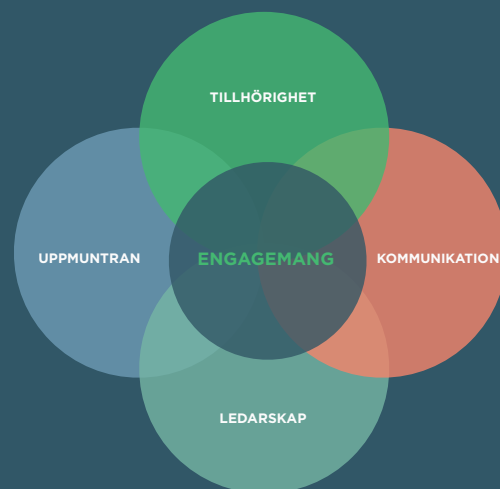 TILLHÖRIGHET
UPPMUNTRAN
ENGAGEMANG
KOMMUNIKATION
LEDARSKAP